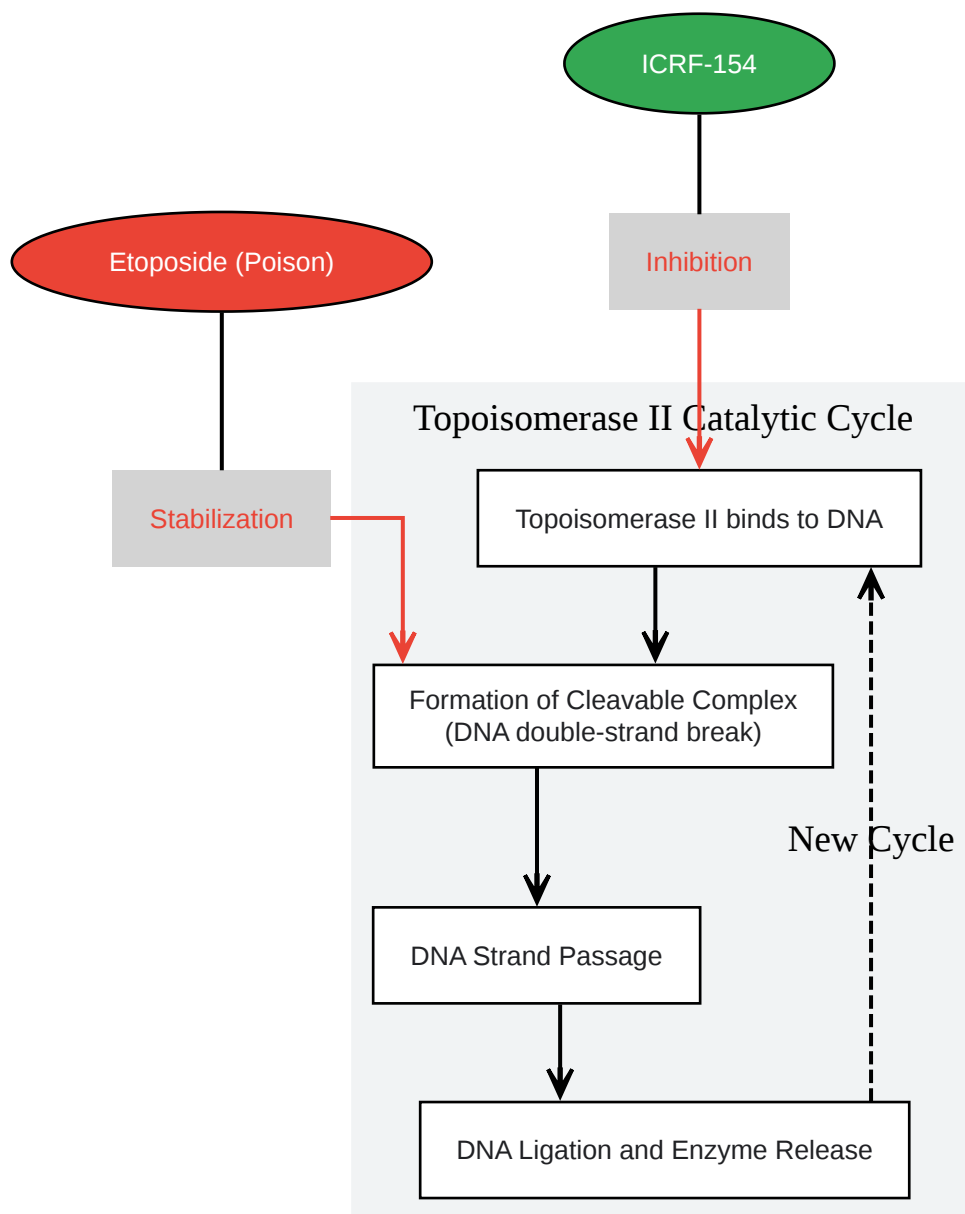 ICRF-154
Etoposide (Poison)
Inhibition
Topoisomerase II Catalytic Cycle
Stabilization
Topoisomerase II binds to DNA
Formation of Cleavable Complex
(DNA double-strand break)
New Cycle
DNA Strand Passage
DNA Ligation and Enzyme Release